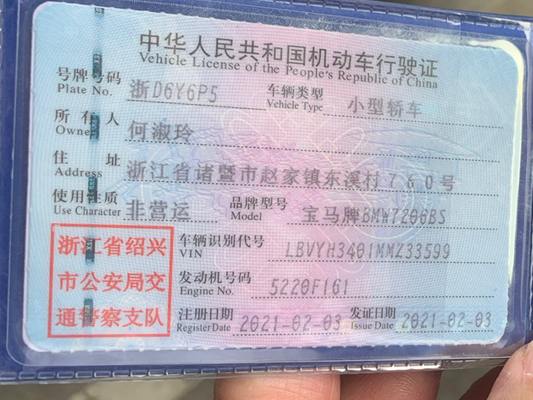 中华人民共和国机动车行驶证
Vehicle License of the People's Republic of China
号牌号码 浙D6Y6P5 车辆类型 小型轿车
Plate No. Vehicle Type
所有人 何淑玲
Owner
住址 浙江省诸暨市赵家镇东溪村760号
Address
使用性质 非营运 品牌型号 宝马牌BMW7206BS
Use Character Model
浙江省绍兴
市公安局交
通警察支队
车辆识别代号 LBVYH3401MMZ33599
VIN
发动机号码 5220F161
Engine No.
注册日期 2021-02-03 发证日期 2021-02-03
Register Date Issue Date